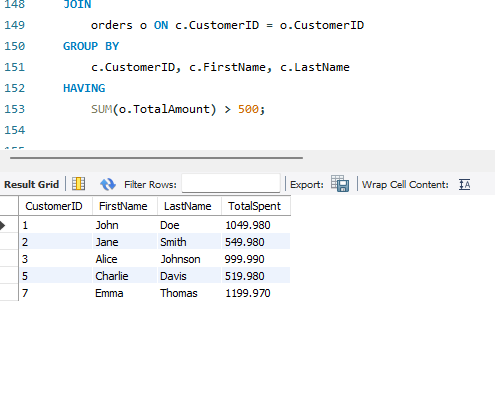 148 JOIN
149 orders o ON c.CustomerID = o.CustomerID
150 GROUP BY
151 c.CustomerID, c.FirstName, c.LastName
152 HAVING
153 SUM(o.TotalAmount) > 500;
154
Result Grid Filter Rows: Export: Wrap Cell Content:
CustomerID FirstName LastName TotalSpent
1 John Doe 1049.980
2 Jane Smith 549.980
3 Alice Johnson 999.990
5 Charlie Davis 519.980
7 Emma Thomas 1199.970